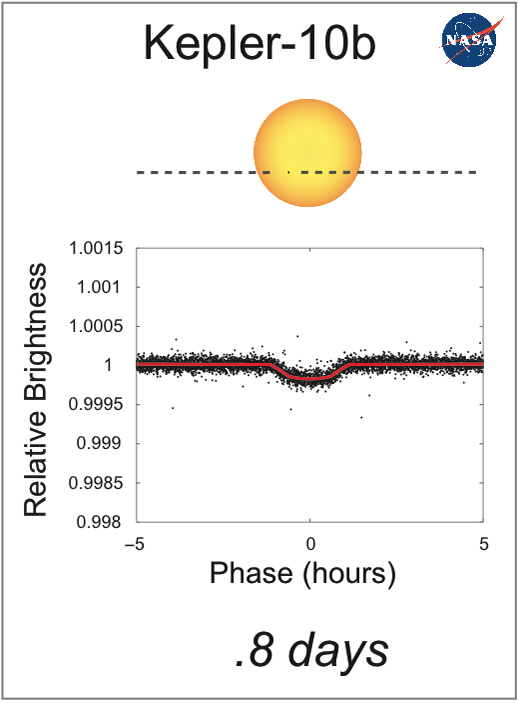 Kepler-10b
NASA
1.0015
1.001
1.0005
1
0.9995
0.999
0.9985
0.998
Relative Brightness
−5
0
5
Phase (hours)
.8 days